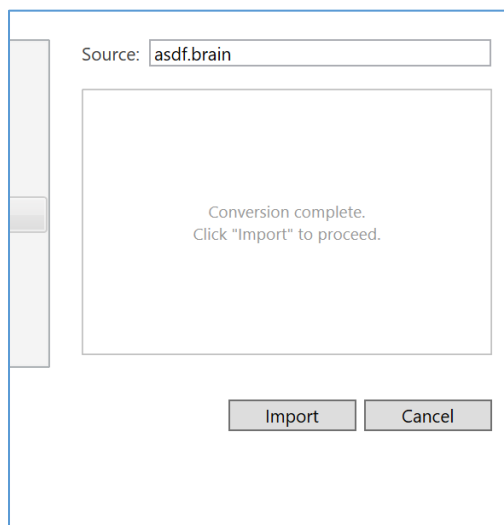 Source: asdf.brain
Conversion complete.
Click "Import" to proceed.
Import Cancel